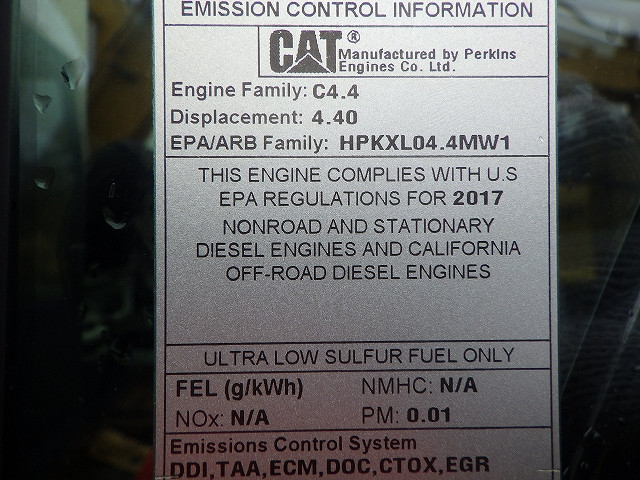 EMISSION CONTROL INFORMATION
CAT® Manufactured by Perkins
Engines Co. Ltd.
Engine Family: C4.4
Displacement: 4.40
EPA/ARB Family: HPKXL04.4MW1
THIS ENGINE COMPLIES WITH U.S
EPA REGULATIONS FOR 2017
NONROAD AND STATIONARY
DIESEL ENGINES AND CALIFORNIA
OFF-ROAD DIESEL ENGINES
ULTRA LOW SULFUR FUEL ONLY
FEL (g/kWh) NMHC: N/A
NOx: N/A PM: 0.01
Emissions Control System
DDI,TAA,ECM,DOC,CTOX,EGR